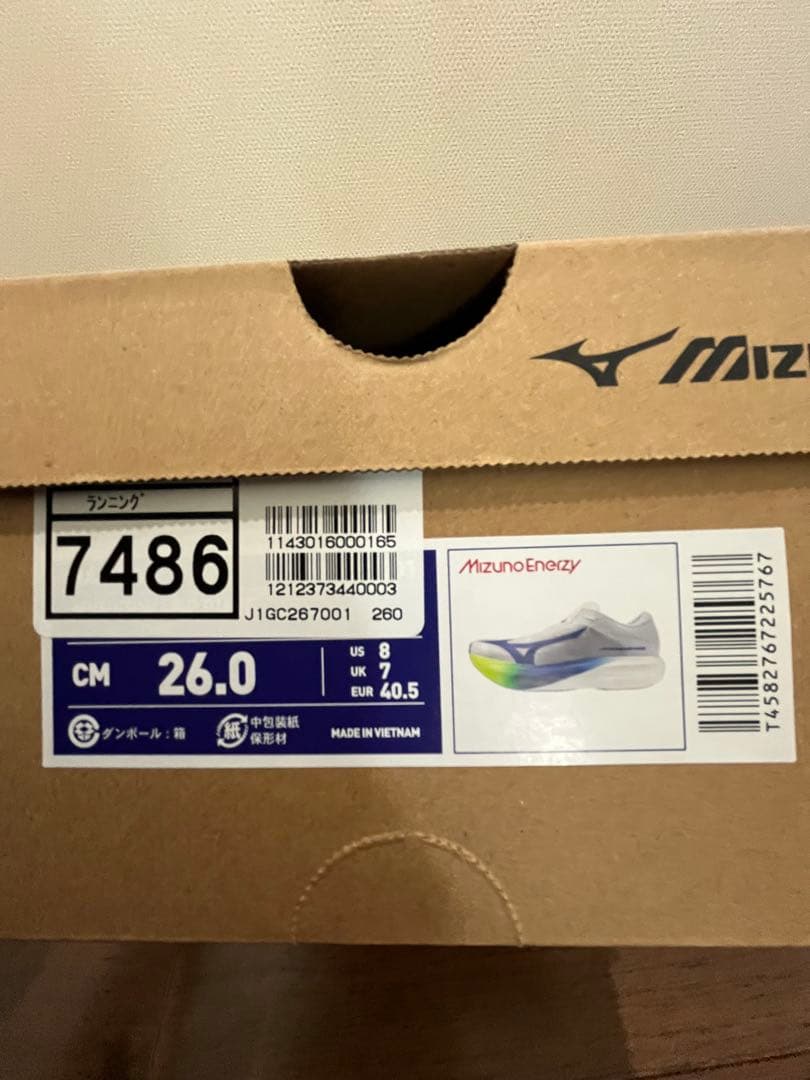 MIZ
ランニング
7486
1143016000165
1212373440003
J1GC267001 260
CM 26.0
US 8
UK 7
EUR 40.5
ダンボール:箱
紙
中包装紙
保形材
MADE IN VIETNAM
Mizuno Enerzy
T4582767225767